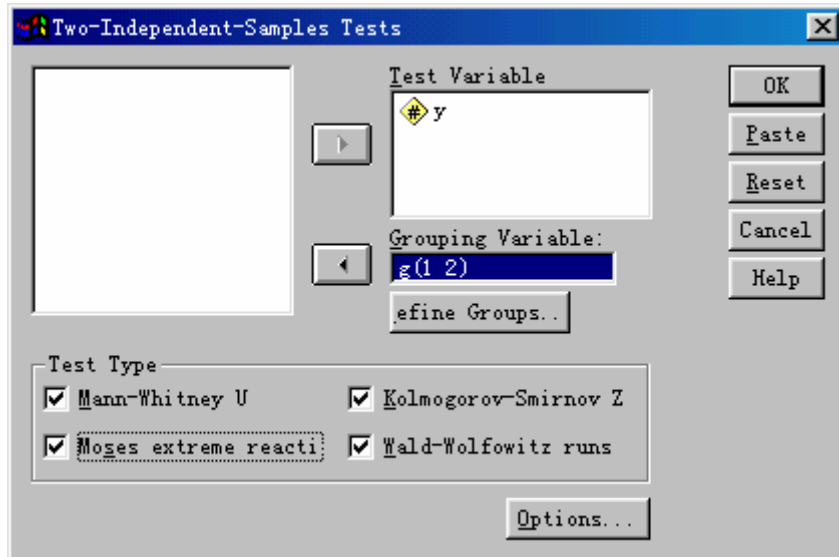 Two-Independent-Samples Tests
Test Variable
# y
Grouping Variable:
g(1 2)
efine Groups..
OK
Paste
Reset
Cancel
Help
Test Type
Mann-Whitney U
Kolmogorov-Smirnov Z
Moses extreme reacti
Wald-Wolfowitz runs
Options...